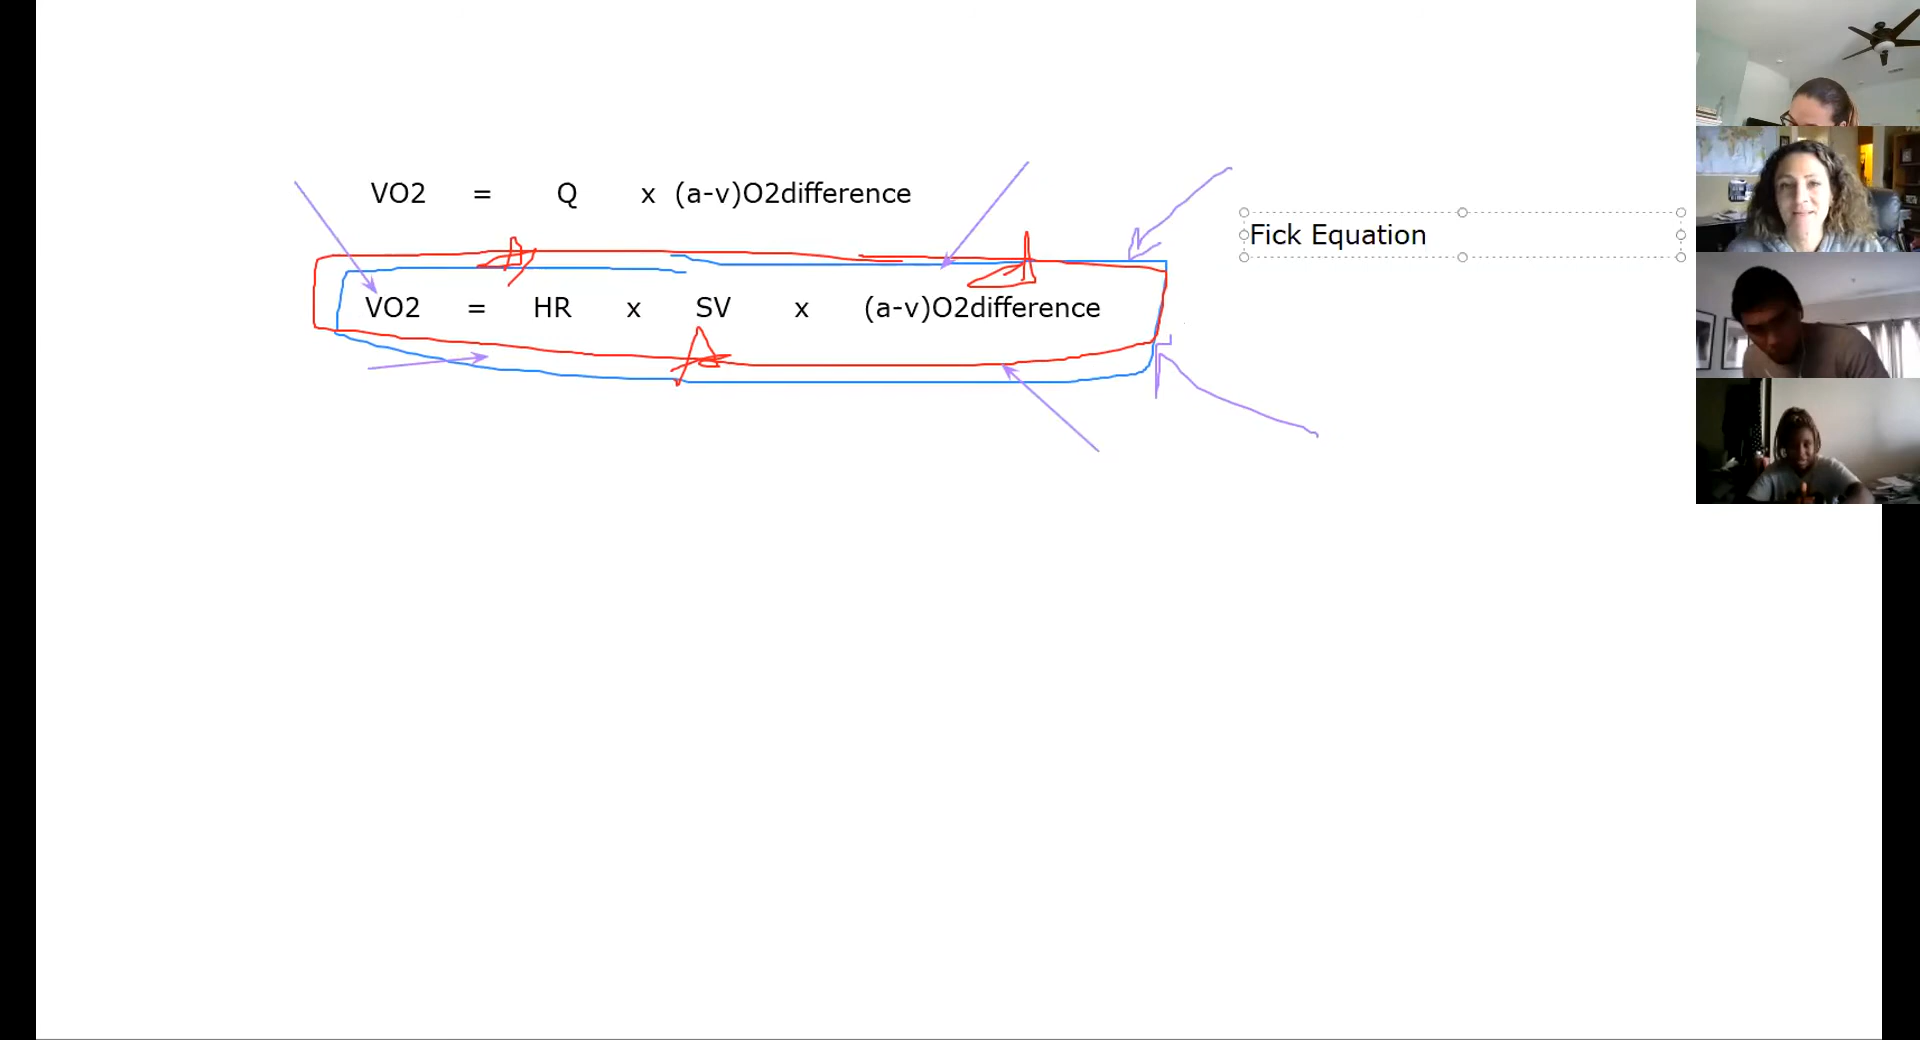 VO2 = Q x (a-v)O2difference
Fick Equation
VO2 = HR x SV x (a-v)O2difference